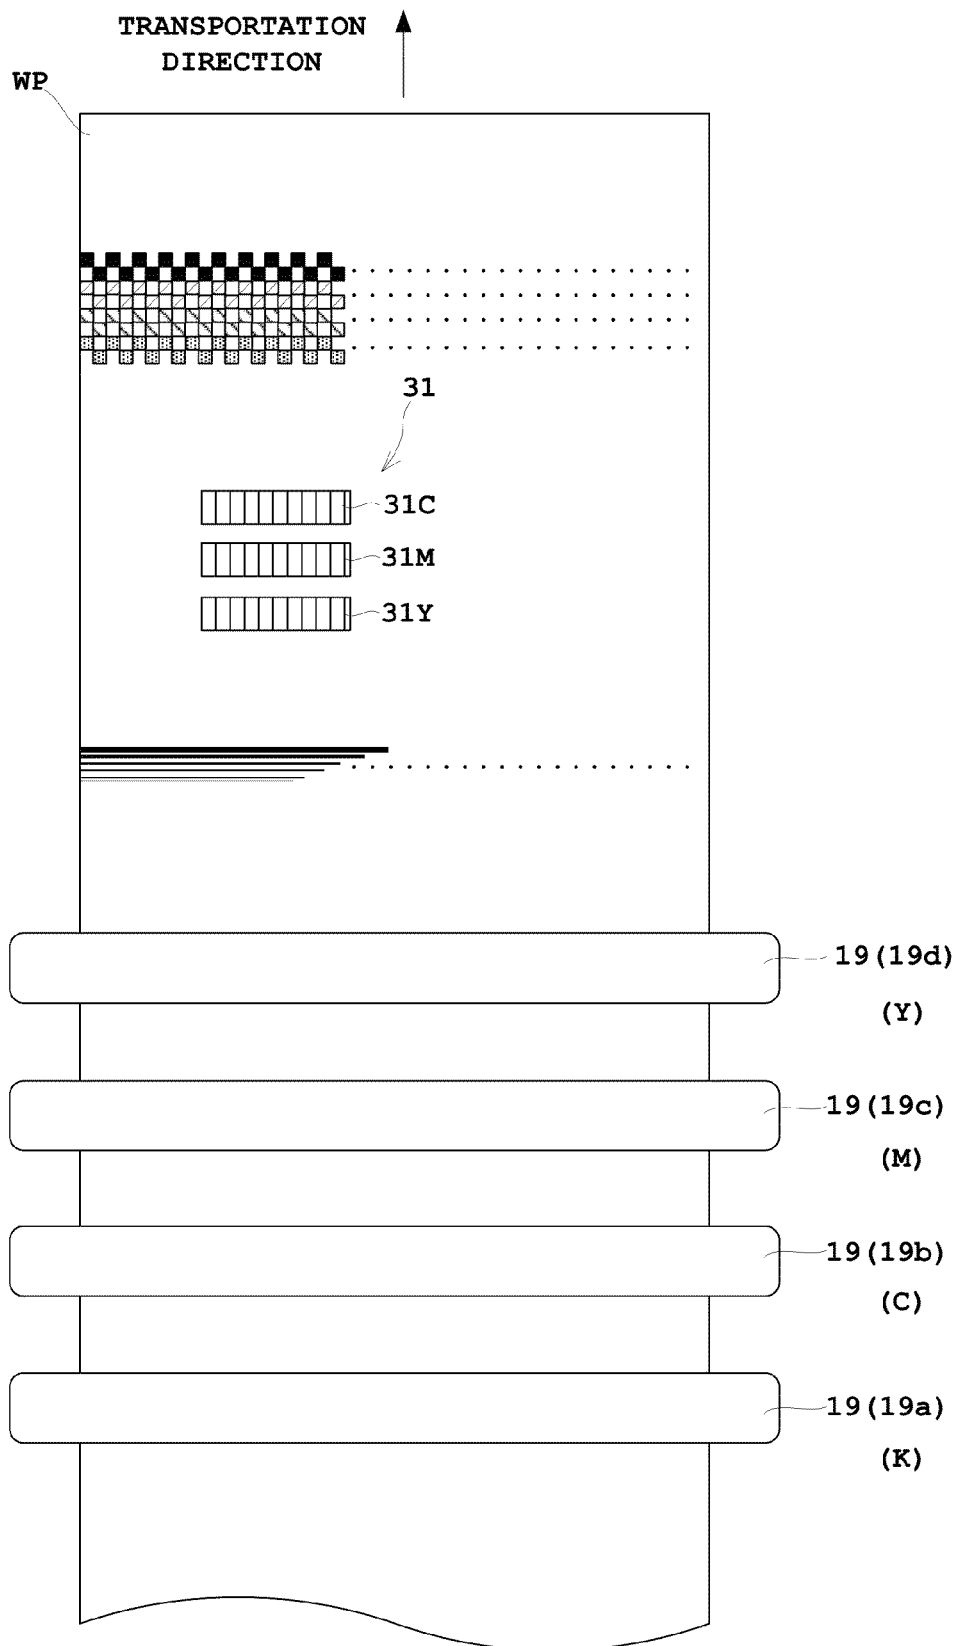 TRANSPORTATION
DIRECTION
WP
31
31C
31M
31Y
19(19d)
(Y)
19(19c)
(M)
19(19b)
(C)
19(19a)
(K)